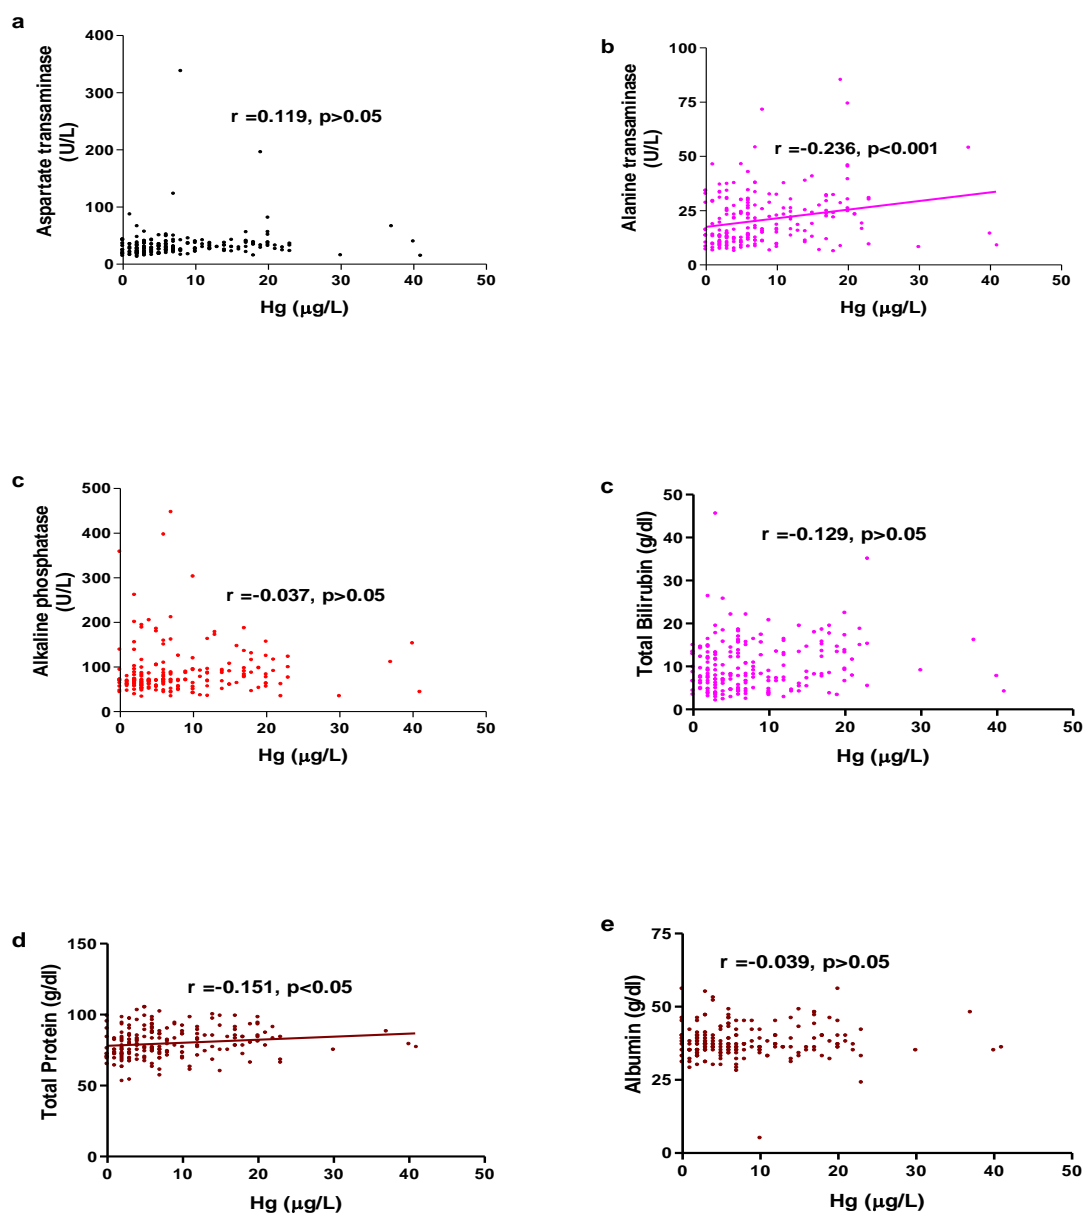 a
Aspartate transaminase
(U/L)
400
300
200
100
0
r =0.119, p>0.05
0 10 20 30 40 50
Hg (μg/L)
b
Alanine transaminase
(U/L)
100
75
50
25
0
r =-0.236, p<0.001
0 10 20 30 40 50
Hg (μg/L)
c
Alkaline phosphatase
(U/L)
500
400
300
200
100
0
r =-0.037, p>0.05
0 10 20 30 40 50
Hg (μg/L)
c
Total Bilirubin (g/dl)
50
40
30
20
10
0
r =-0.129, p>0.05
0 10 20 30 40 50
Hg (μg/L)
d
Total Protein (g/dl)
150
100
50
0
r =-0.151, p<0.05
0 10 20 30 40 50
Hg (μg/L)
e
Albumin (g/dl)
75
50
25
0
r =-0.039, p>0.05
0 10 20 30 40 50
Hg (μg/L)